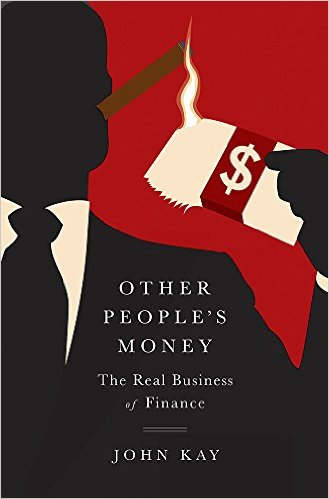 $
OTHER
PEOPLE'S
MONEY
The Real Business
of Finance
JOHN KAY